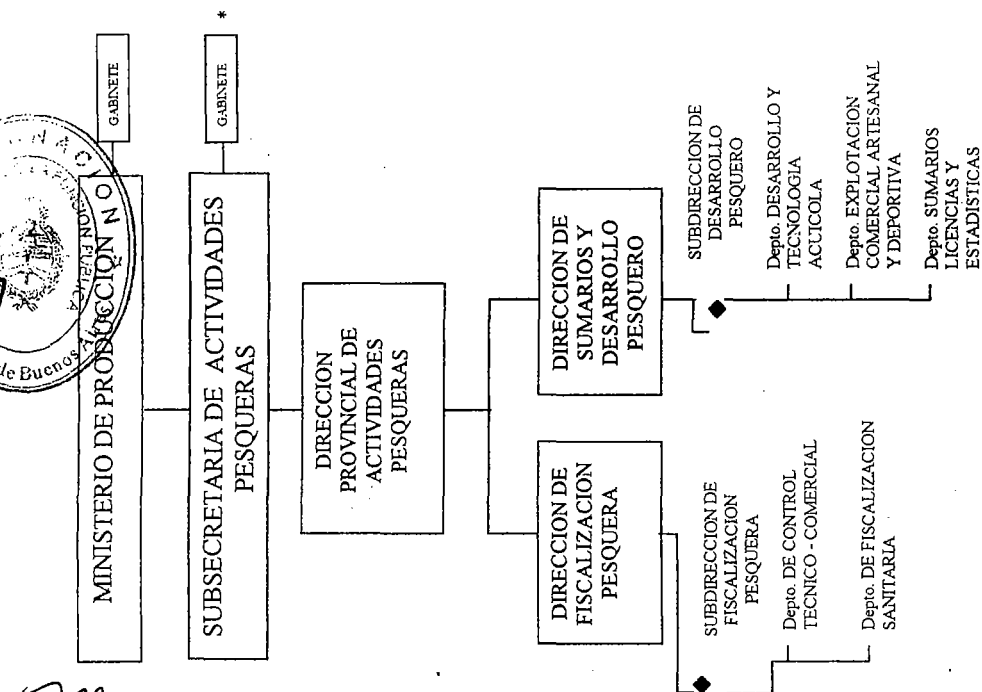 MINISTERIO DE PRODUCCION
GABINETE
SUBSECRETARIA DE ACTIVIDADES
PESQUERAS
GABINETE
*
DIRECCION
PROVINCIAL DE
ACTIVIDADES
PESQUERAS
DIRECCION DE
FISCALIZACION
PESQUERA
DIRECCION DE
SUMARIOS Y
DESARROLLO
PESQUERO
SUBDIRECCION DE
FISCALIZACION
PESQUERA
Depto. DE CONTROL
TECNICO - COMERCIAL
Depto. DE FISCALIZACION
SANITARIA
SUBDIRECCION DE
DESARROLLO
PESQUERO
Depto. DESARROLLO Y
TECNOLOGIA
ACUICOLA
Depto. EXPLOTACION
COMERCIAL ARTESANAL
Y DEPORTIVA
Depto. SUMARIOS
LICENCIAS Y
ESTADISTICAS
de Buenos